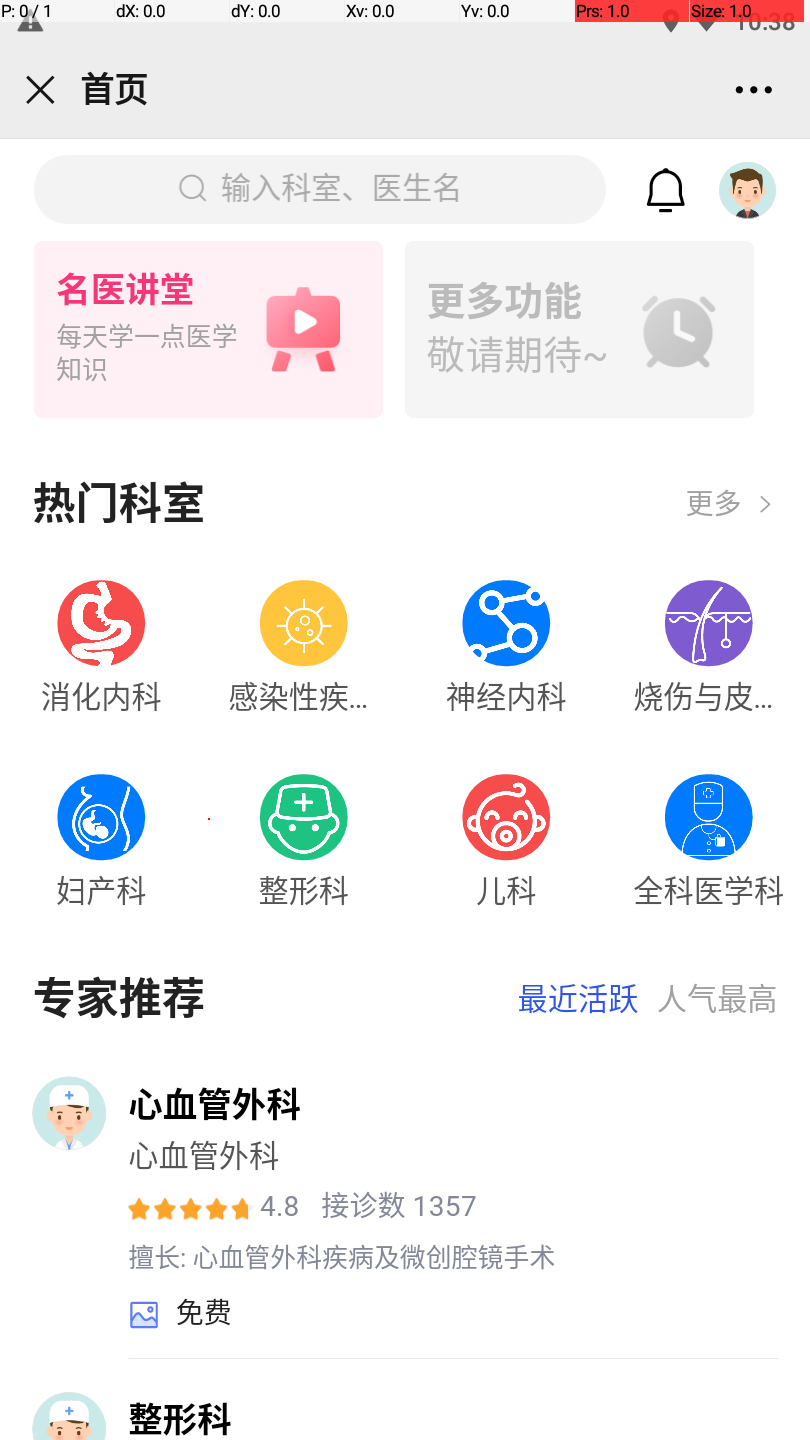 P: 0 / 1 dX: 0.0 dY: 0.0 Xv: 0.0 Yv: 0.0 Prs: 1.0 Size: 1.0
10:38
首页
输入科室、医生名
名医讲堂
每天学一点医学
知识
更多功能
敬请期待~
热门科室
更多
消化内科 感染性疾... 神经内科 烧伤与皮...
妇产科 整形科 儿科 全科医学科
专家推荐
最近活跃 人气最高
心血管外科
心血管外科
4.8 接诊数 1357
擅长: 心血管外科疾病及微创腔镜手术
免费
整形科